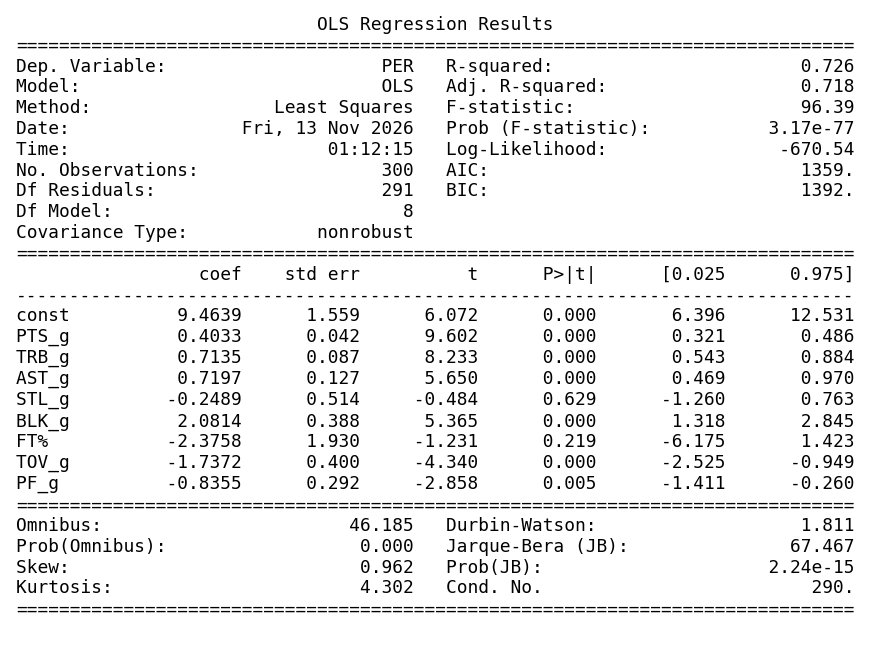 OLS Regression Results
==============================================================================
Dep. Variable:                    PER   R-squared:                       0.726
Model:                            OLS   Adj. R-squared:                  0.718
Method:                 Least Squares   F-statistic:                     96.39
Date:                Fri, 13 Nov 2026   Prob (F-statistic):           3.17e-77
Time:                        01:12:15   Log-Likelihood:                -670.54
No. Observations:                 300   AIC:                             1359.
Df Residuals:                     291   BIC:                             1392.
Df Model:                           8
Covariance Type:            nonrobust
==============================================================================
                 coef    std err          t      P>|t|      [0.025      0.975]
------------------------------------------------------------------------------
const          9.4639      1.559      6.072      0.000       6.396      12.531
PTS_g          0.4033      0.042      9.602      0.000       0.321       0.486
TRB_g          0.7135      0.087      8.233      0.000       0.543       0.884
AST_g          0.7197      0.127      5.650      0.000       0.469       0.970
STL_g         -0.2489      0.514     -0.484      0.629      -1.260       0.763
BLK_g          2.0814      0.388      5.365      0.000       1.318       2.845
FT%           -2.3758      1.930     -1.231      0.219      -6.175       1.423
TOV_g         -1.7372      0.400     -4.340      0.000      -2.525      -0.949
PF_g          -0.8355      0.292     -2.858      0.005      -1.411      -0.260
==============================================================================
Omnibus:                       46.185   Durbin-Watson:                   1.811
Prob(Omnibus):                  0.000   Jarque-Bera (JB):               67.467
Skew:                           0.962   Prob(JB):                     2.24e-15
Kurtosis:                       4.302   Cond. No.                         290.
==============================================================================